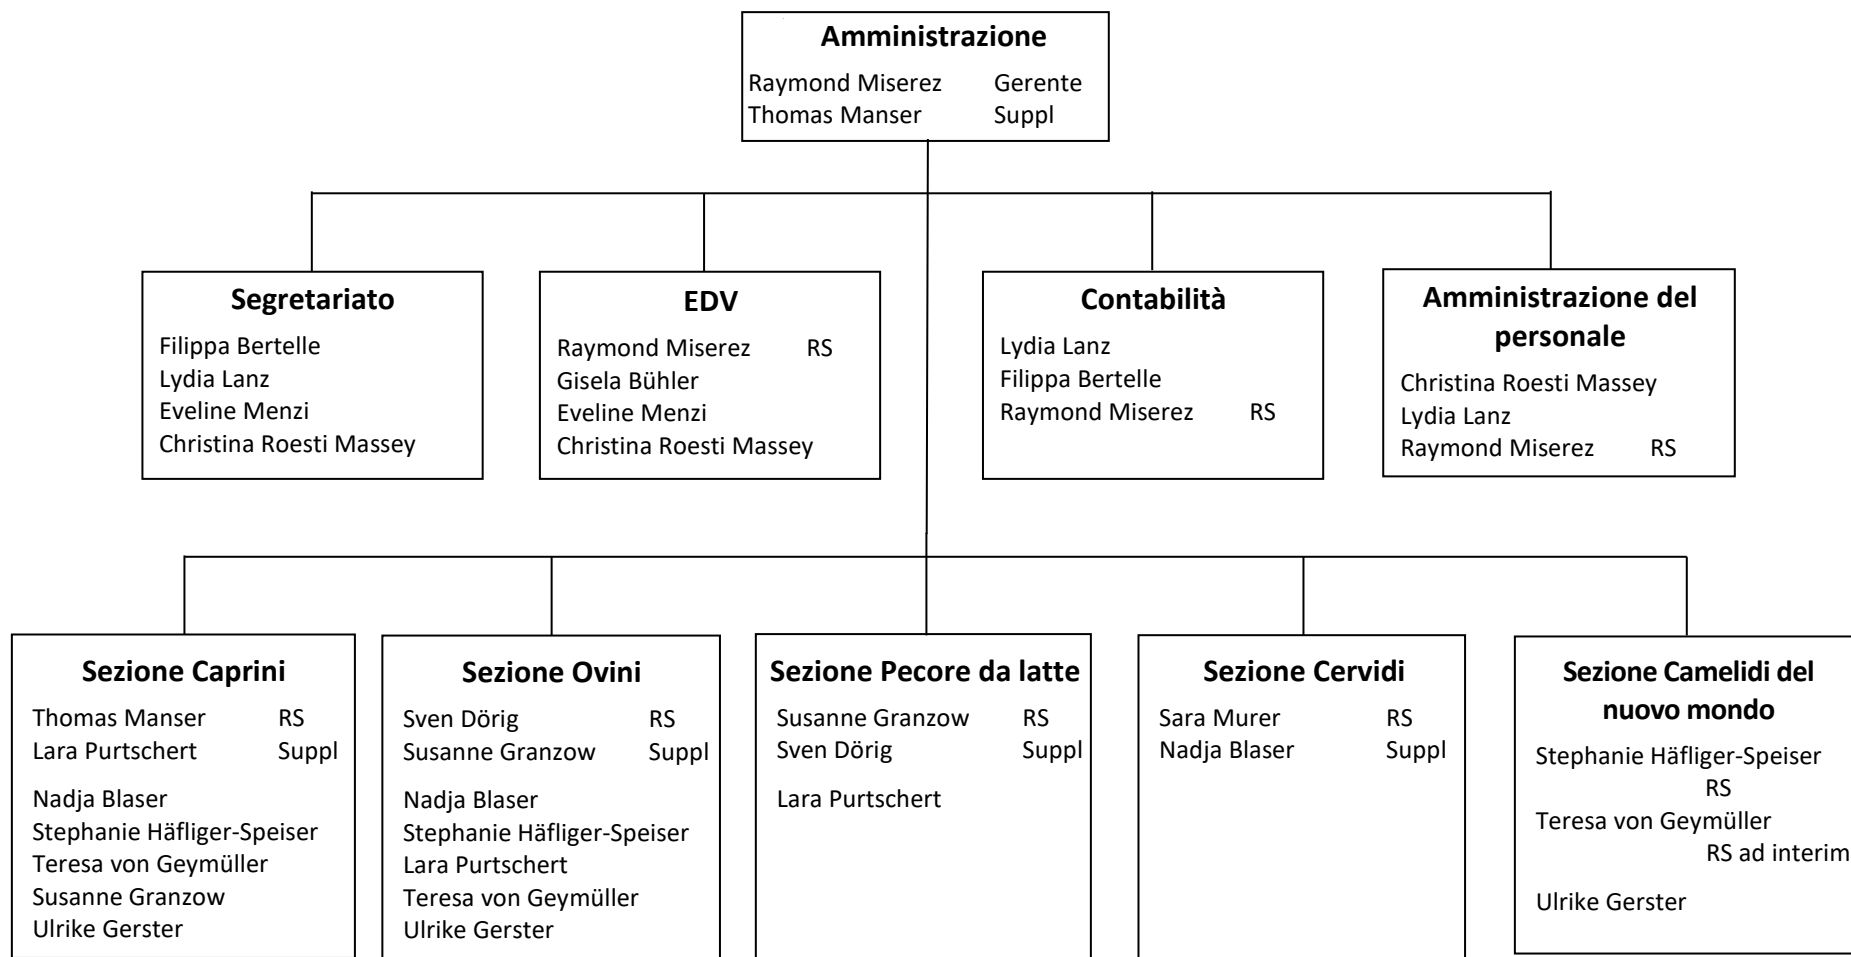 Amministrazione
Raymond Miserez Gerente
Thomas Manser Suppl
Segretariato
Filippa Bertelle
Lydia Lanz
Eveline Menzi
Christina Roesti Massey
EDV
Raymond Miserez RS
Gisela Bühler
Eveline Menzi
Christina Roesti Massey
Contabilità
Lydia Lanz
Filippa Bertelle
Raymond Miserez RS
Amministrazione del
personale
Christina Roesti Massey
Lydia Lanz
Raymond Miserez RS
Sezione Caprini
Thomas Manser RS
Lara Purtschert Suppl
Nadja Blaser
Stephanie Häfliger-Speiser
Teresa von Geymüller
Susanne Granzow
Ulrike Gerster
Sezione Ovini
Sven Dörig RS
Susanne Granzow Suppl
Nadja Blaser
Stephanie Häfliger-Speiser
Lara Purtschert
Teresa von Geymüller
Ulrike Gerster
Sezione Pecore da latte
Susanne Granzow RS
Sven Dörig Suppl
Lara Purtschert
Sezione Cervidi
Sara Murer RS
Nadja Blaser Suppl
Sezione Camelidi del
nuovo mondo
Stephanie Häfliger-Speiser
RS
Teresa von Geymüller
RS ad interim
Ulrike Gerster